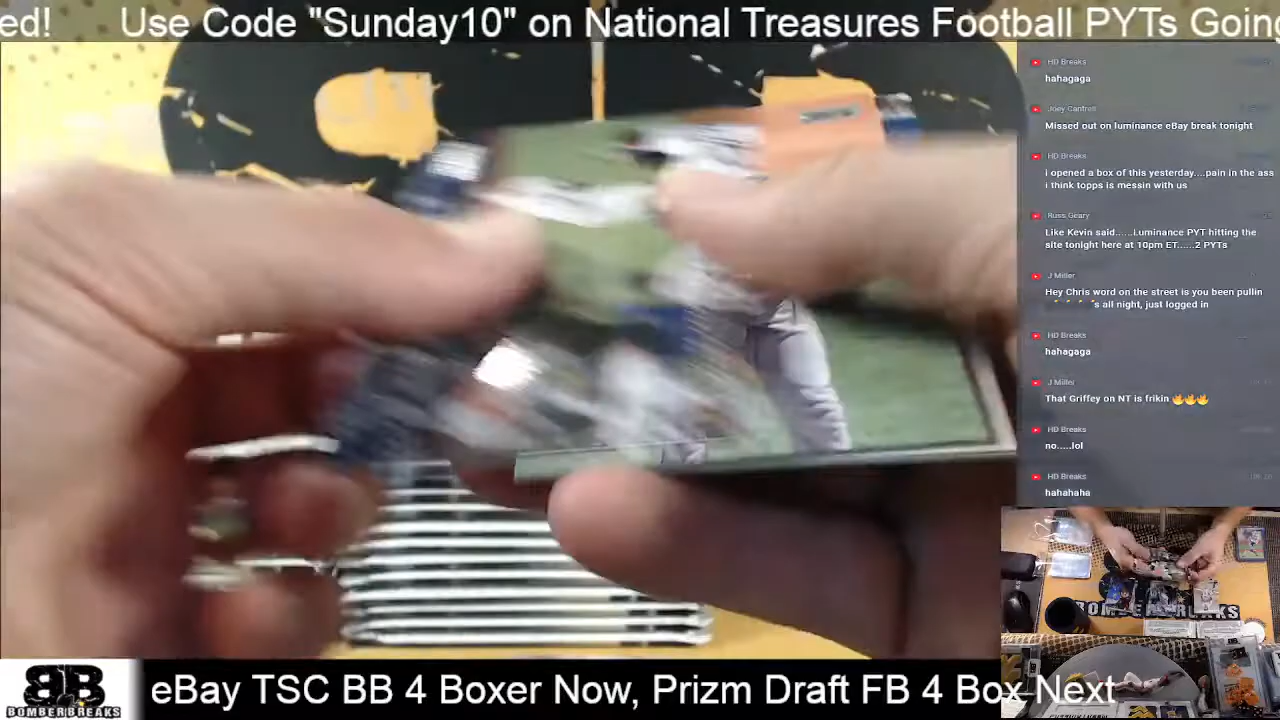 ed! Use Code "Sunday10" on National Treasures Football PYTs Going
HD Breaks
hahagaga
Joey Cantrell
Missed out on luminance eBay break tonight
HD Breaks
i opened a box of this yesterday....pain in the ass
i think topps is messin with us
Russ Geary
Like Kevin said......Luminance PYT hitting the
site tonight here at 10pm ET......2 PYTs
J Miller
Hey Chris word on the street is you been pullin
's all night, just logged in
HD Breaks
hahagaga
J Miller
That Griffey on NT is frikin 🔥🔥🔥
HD Breaks
no.....lol
HD Breaks
hahahaha
BOMBER BREAKS
BB
BOMBERBREAKS
eBay TSC BB 4 Boxer Now, Prizm Draft FB 4 Box Next